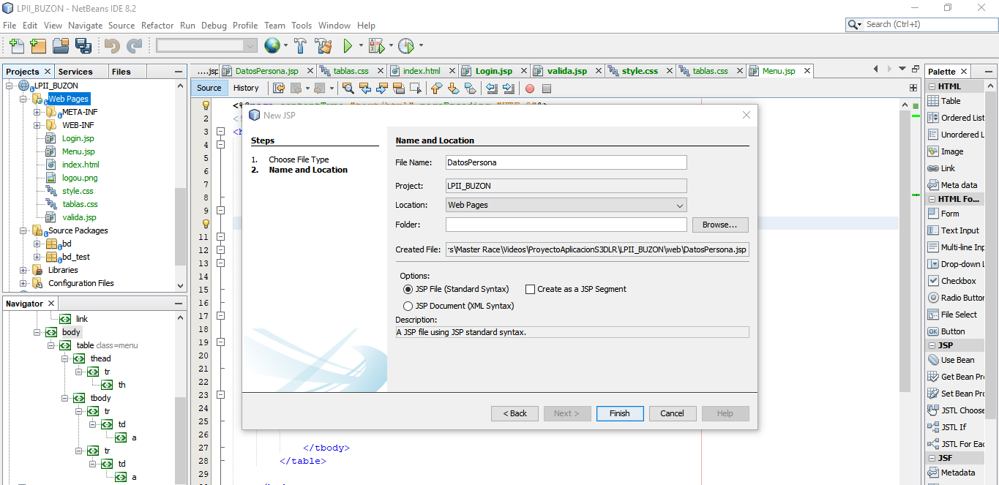 LPII_BUZON - NetBeans IDE 8.2
File Edit View Navigate Source Refactor Run Debug Profile Team Tools Window Help
Search (Ctrl+I)
Projects Services Files
LPII_BUZON
Web Pages
META-INF
WEB-INF
Login.jsp
Menu.jsp
index.html
logou.png
style.css
tablas.css
valida.jsp
Source Packages
bd
bd_test
Libraries
Configuration Files
Navigator
link
body
table class=menu
thead
tr
th
tbody
tr
td
a
tr
td
a
....jsp DatosPersona.jsp tablas.css index.html Login.jsp valida.jsp style.css tablas.css Menu.jsp
Source History
2
3
4
5
6
7
8
9
11
12
13
14
15
16
17
18
19
20
21
22
23
24
25
26
27 </tbody>
28 </table>
29
New JSP
Steps
1. Choose File Type
2. Name and Location
Name and Location
File Name: DatosPersona
Project: LPII_BUZON
Location: Web Pages
Folder: Browse...
Created File: rs\Master Race\Videos\ProyectoAplicacionS3DLR\LPII_BUZON\web\DatosPersona.jsp
Options:
JSP File (Standard Syntax) Create as a JSP Segment
JSP Document (XML Syntax)
Description:
A JSP file using JSP standard syntax.
< Back Next > Finish Cancel Help
Palette
HTML
Table
Ordered List
Unordered L
Image
Link
Meta data
HTML Fo...
Form
Text Input
Multi-line Inp
Drop-down L
Checkbox
Radio Button
File Select
Button
JSP
Use Bean
Get Bean Pro
Set Bean Pro
JSTL Choose
JSTL If
JSTL For Eac
JSF
Metadata